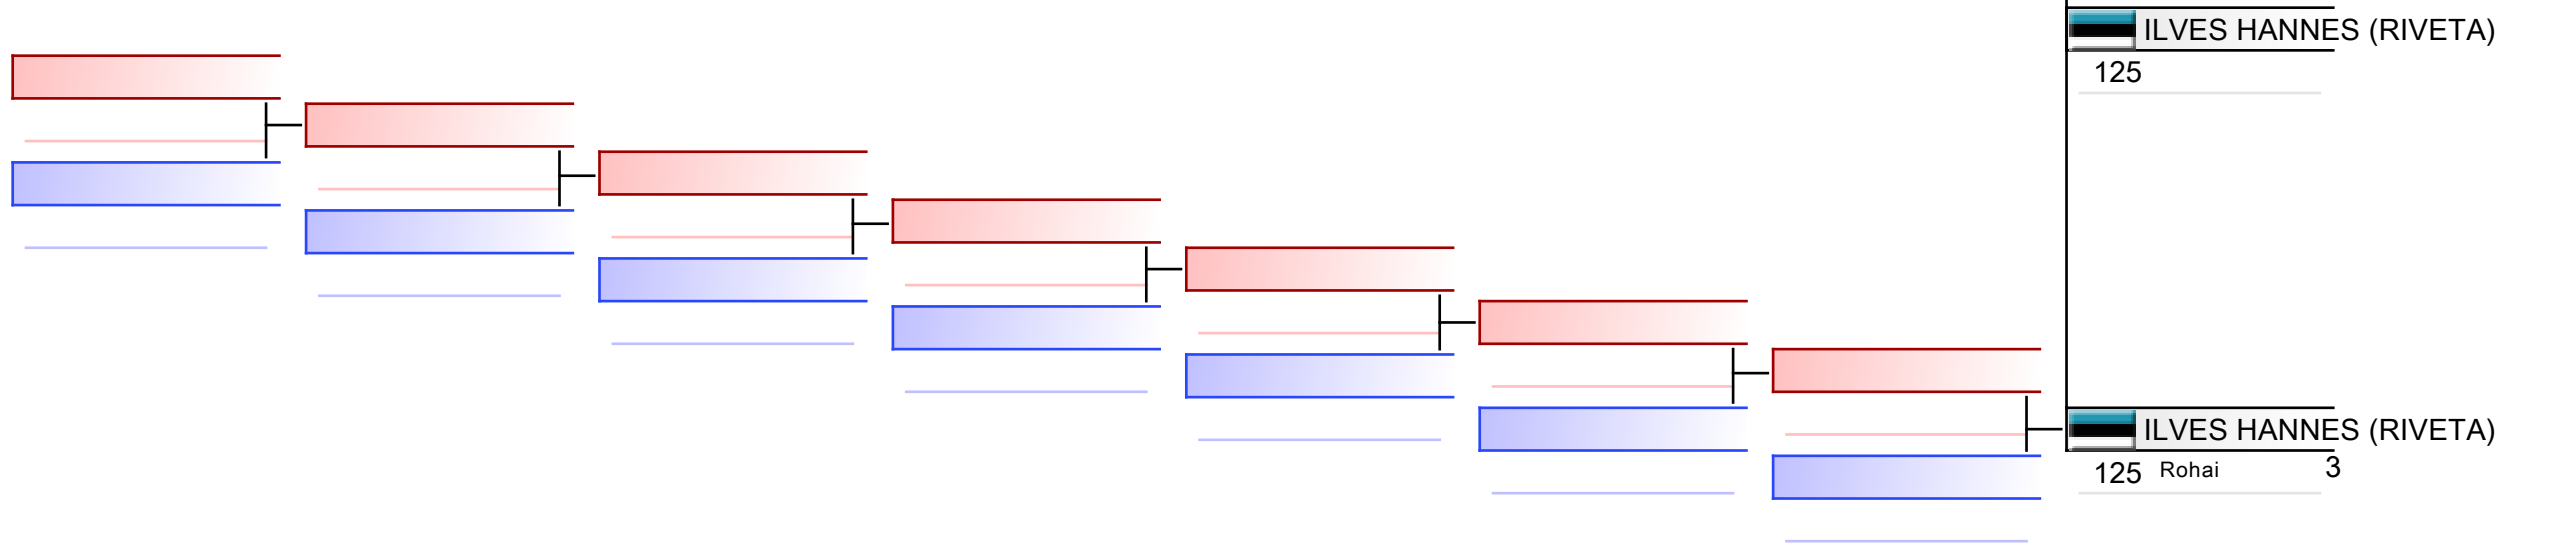 ILVES HANNES (RIVETA)
125
ILVES HANNES (RIVETA)
125 Rohai 3